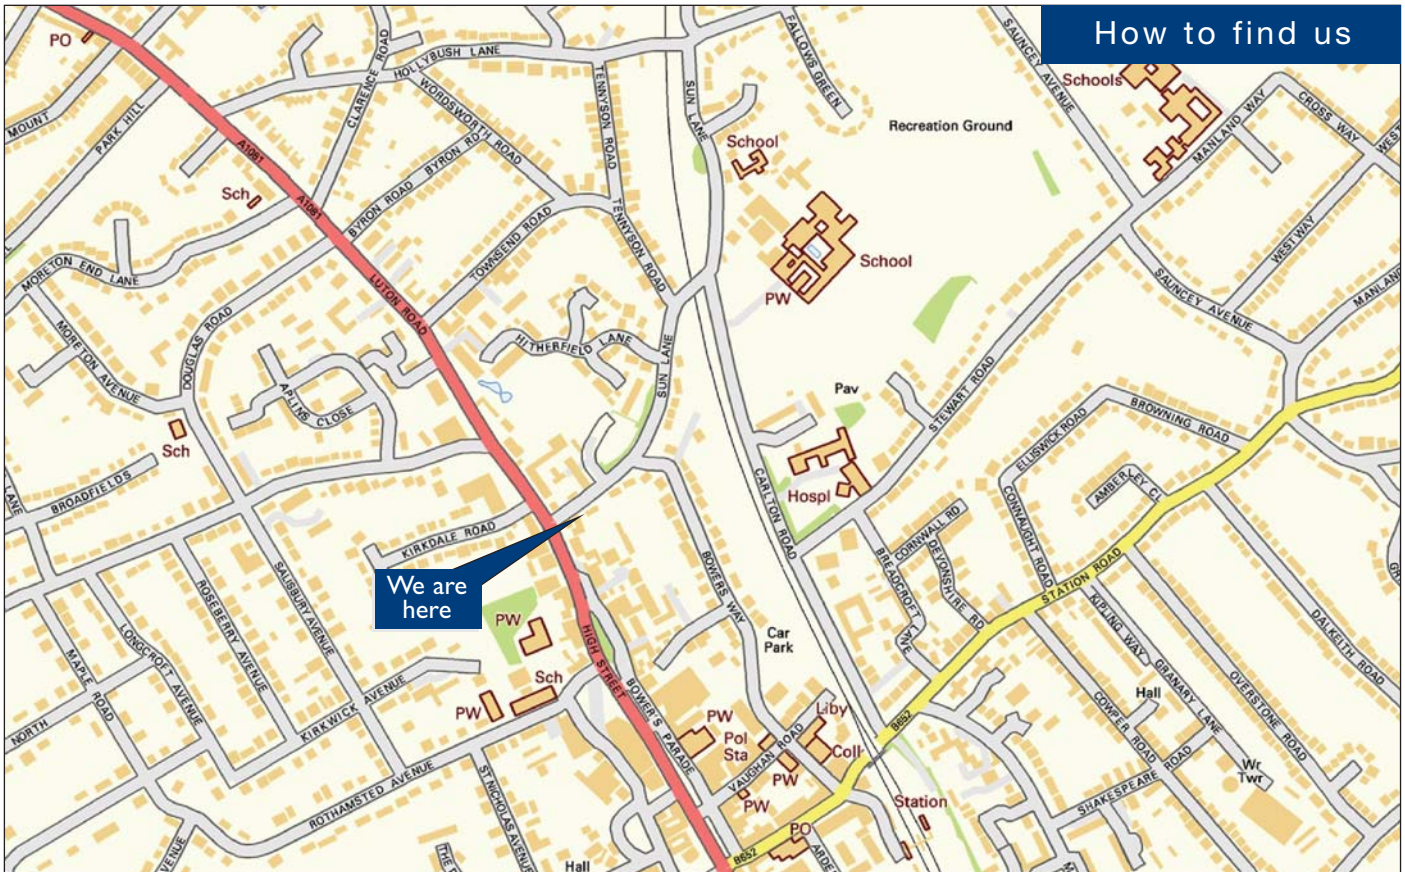 How to find us
PO
MOUNT
PARK HILL
A1081
CLARENCE ROAD
HOLLYBUSH LANE
WORDSWORTH ROAD
TENNYSON ROAD
SUN LANE
FALLOWS GREEN
SAUNCEY AVENUE
Schools
MANLAND WAY
CROSS WAY
Recreation Ground
School
Sch
A1081
BYRON ROAD
BYRON RD
TOWNSEND ROAD
TENNYSON ROAD
School
PW
WESTWAY
MORETON END LANE
MORETON AVENUE
DOUGLAS ROAD
LUTON ROAD
HITHERFIELD LANE
SUN LANE
SAUNCEY AVENUE
APLINS CLOSE
Pav
STEWART ROAD
ELLISWICK ROAD
BROWNING ROAD
Sch
BROADFIELDS
LANE
KIRKDALE ROAD
Hospl
CARLTON ROAD
AMBERLEY CL
CONNAUGHT ROAD
CORNWALL RD
DEVONSHIRE RD
BREADCROFT LANE
STATION ROAD
We are
here
BOWERS WAY
SALISBURY AVENUE
ROSEBERRY AVENUE
LONGCROFT AVENUE
MAPLE ROAD
NORTH
KIRKWICK AVENUE
PW
Sch
PW
HIGH STREET
BOWER'S PARADE
Car
Park
KIPLING WAY
GRANARY LANE
DALKEITH ROAD
OVERSTONE ROAD
COWPER ROAD
Hall
PW
Pol
Sta
VAUGHAN ROAD
Liby
Coll
PW
PW
B652
Station
SHAKESPEARE ROAD
Wr
Twr
ROTHAMSTED AVENUE
ST NICHOLAS AVENUE
VENUE
Hall
B652
PO